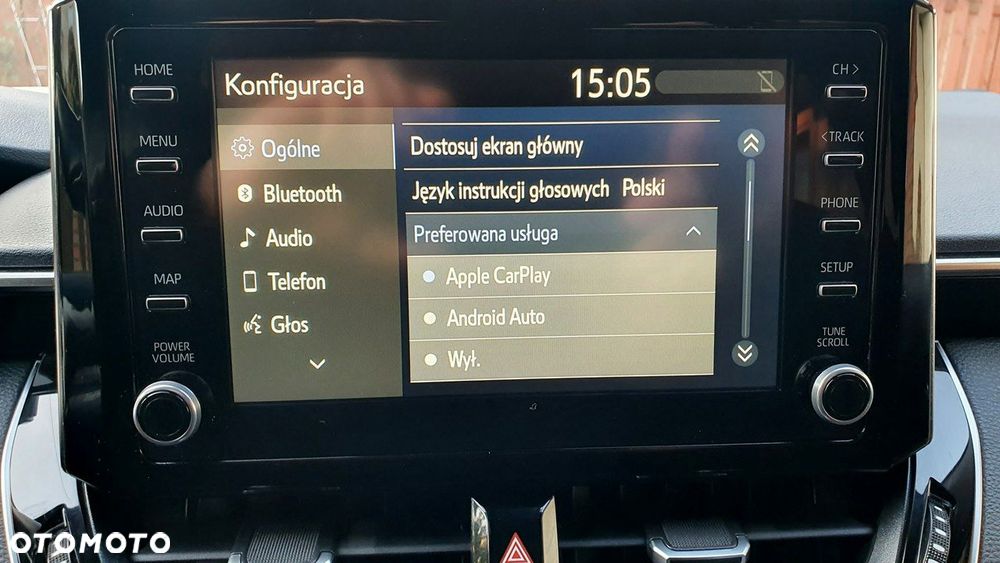 HOME
MENU
AUDIO
MAP
POWER
VOLUME
Konfiguracja
15:05
Ogólne
Bluetooth
Audio
Telefon
Głos
Dostosuj ekran główny
Język instrukcji głosowych Polski
Preferowana usługa
Apple CarPlay
Android Auto
Wył.
CH >
< TRACK
PHONE
SETUP
TUNE
SCROLL
OTOMOTO